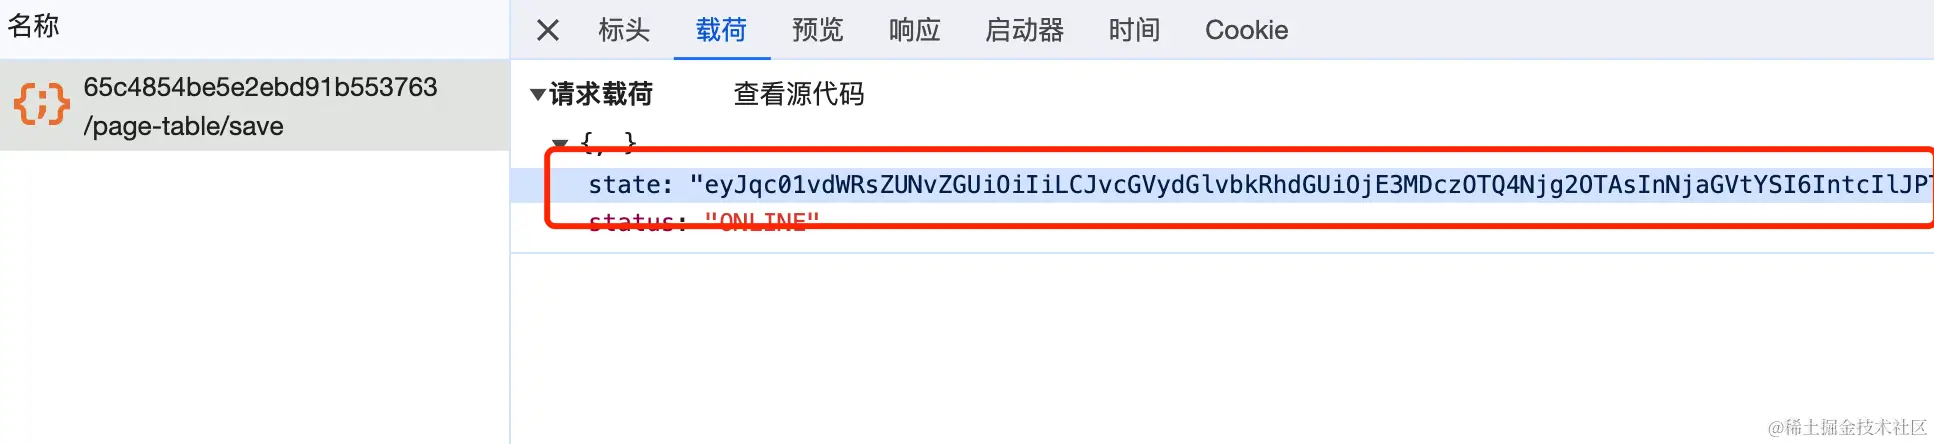 名称
标头 载荷 预览 响应 启动器 时间 Cookie
65c4854be5e2ebd91b553763
/page-table/save
请求载荷 查看源代码
{, }
state: "eyJqc01vdWRsZUNvZGUiOiIiLCJvcGVydGlvbkRhdGUiOjE3MDczOTQ4Njg2OTAsInNjaGVtYSI6IntcIlJPT
status: "ONLINE"
@稀土掘金技术社区